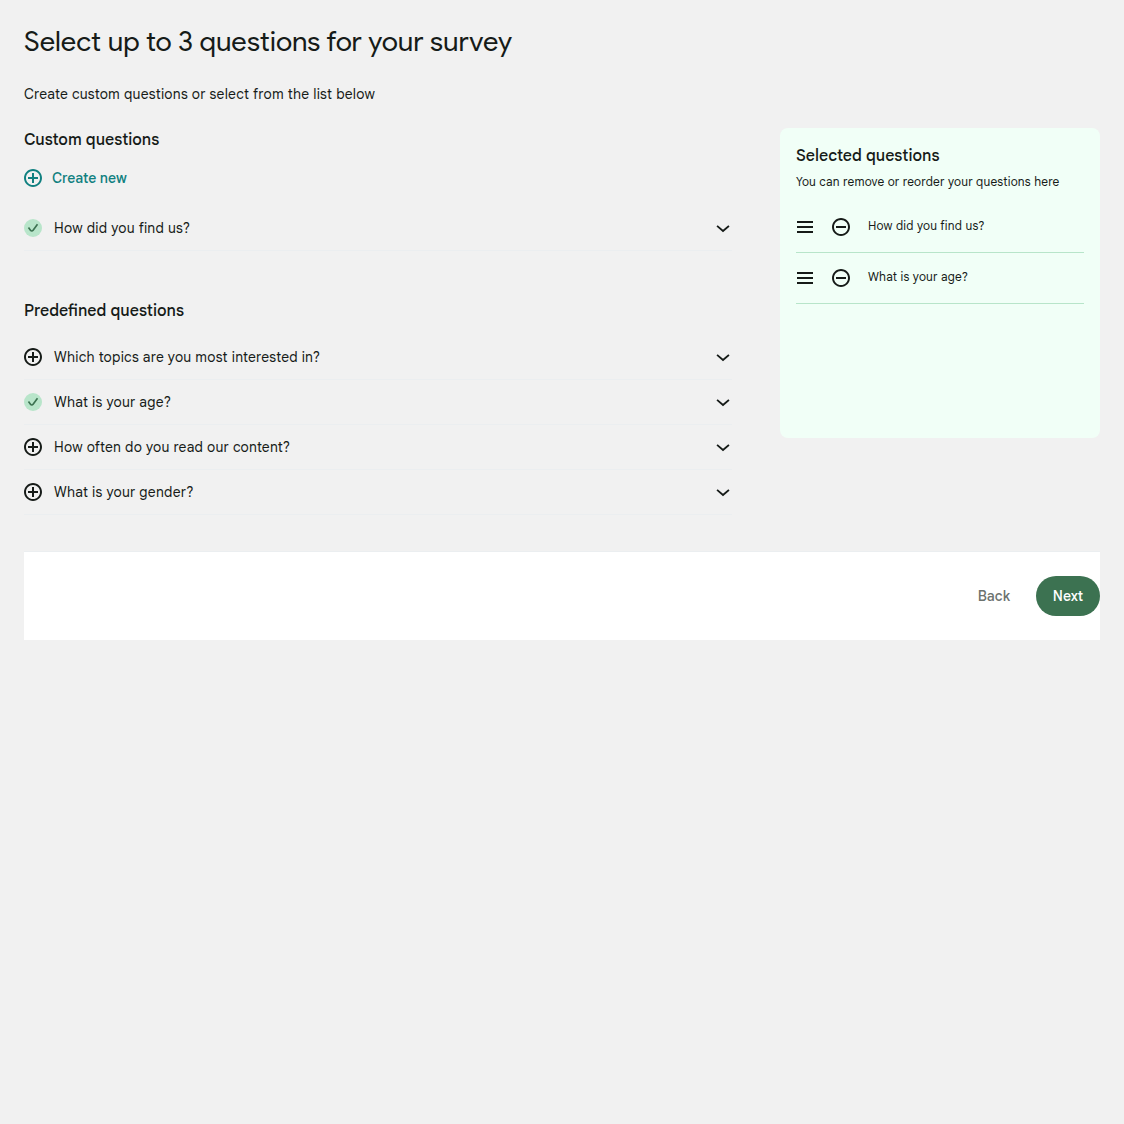 Select up to 3 questions for your survey
Create custom questions or select from the list below
Custom questions
Create new
How did you find us?
Predefined questions
Which topics are you most interested in?
What is your age?
How often do you read our content?
What is your gender?
Selected questions
You can remove or reorder your questions here
How did you find us?
What is your age?
Back
Next